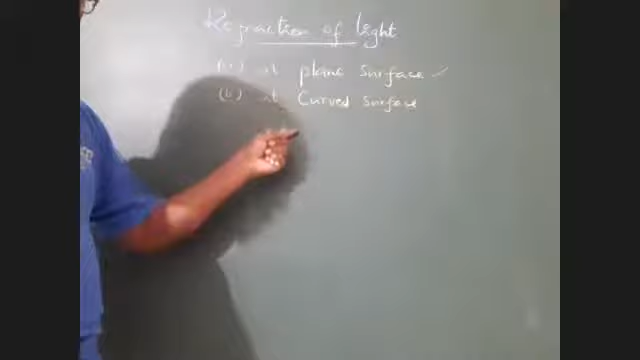 Refraction of light
(i) at plane surface ✓
(ii) at Curved surface